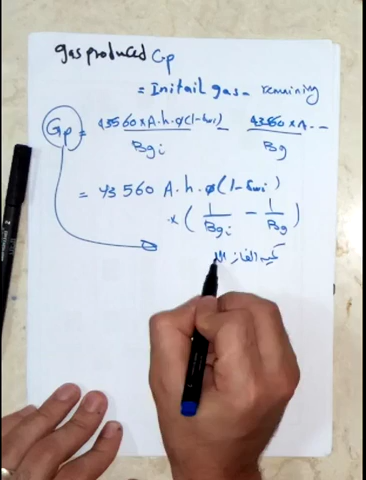 gas produced Gp
= Initail gas - remaining
Gp = 43560 x A.h.φ(1-Swi) / Bgi - 43560 x A. -- / Bg
= 43 560 A.h.φ(1-Swi)
x ( 1/Bgi - 1/Bg )
كمية الغاز